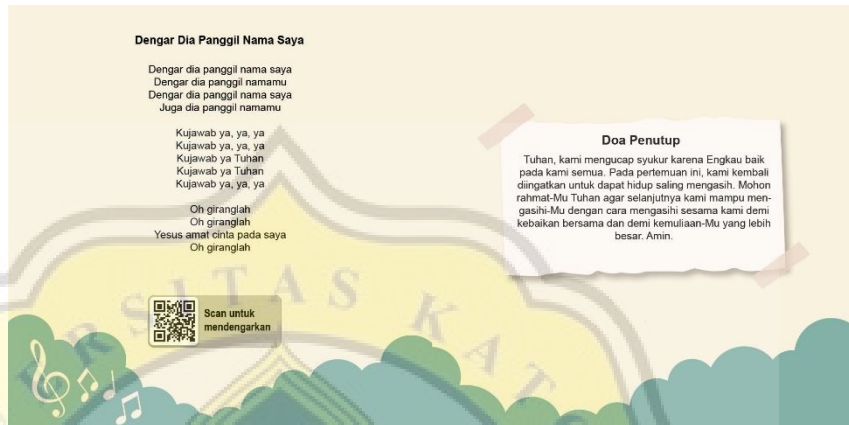 Dengar Dia Panggil Nama Saya
Dengar dia panggil nama saya
Dengar dia panggil namamu
Dengar dia panggil nama saya
Juga dia panggil namamu
Kujawab ya, ya, ya
Kujawab ya, ya, ya
Kujawab ya Tuhan
Kujawab ya Tuhan
Kujawab ya, ya, ya
Oh giranglah
Oh giranglah
Yesus amat cinta pada saya
Oh giranglah
Scan untuk
mendengarkan
Doa Penutup
Tuhan, kami mengucap syukur karena Engkau baik
pada kami semua. Pada pertemuan ini, kami kembali
diingatkan untuk dapat hidup saling mengasih. Mohon
rahmat-Mu Tuhan agar selanjutnya kami mampu men-
gasihi-Mu dengan cara mengasihi sesama kami demi
kebaikan bersama dan demi kemuliaan-Mu yang lebih
besar. Amin.
ERSITAS KAT